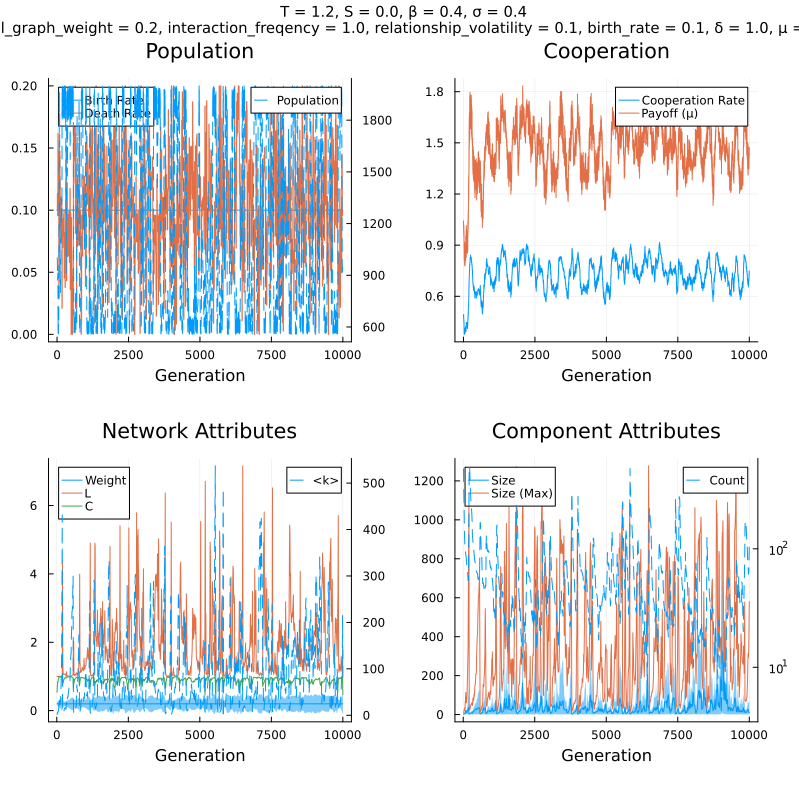 T = 1.2, S = 0.0, β = 0.4, σ = 0.4
l_graph_weight = 0.2, interaction_freqency = 1.0, relationship_volatility = 0.1, birth_rate = 0.1, δ = 1.0, μ =
Population
Cooperation
0.20
0.15
0.10
0.05
0.00
Birth Rate
Death Rate
Population
1800
1500
1200
900
600
0
2500
5000
7500
10000
Generation
1.8
1.5
1.2
0.9
0.6
Cooperation Rate
Payoff (μ)
0
2500
5000
7500
10000
Generation
Network Attributes
Component Attributes
6
4
2
0
Weight
L
C
<k>
500
400
300
200
100
0
0
2500
5000
7500
10000
Generation
1200
1000
800
600
400
200
0
Size
Size (Max)
Count
10²
10¹
0
2500
5000
7500
10000
Generation